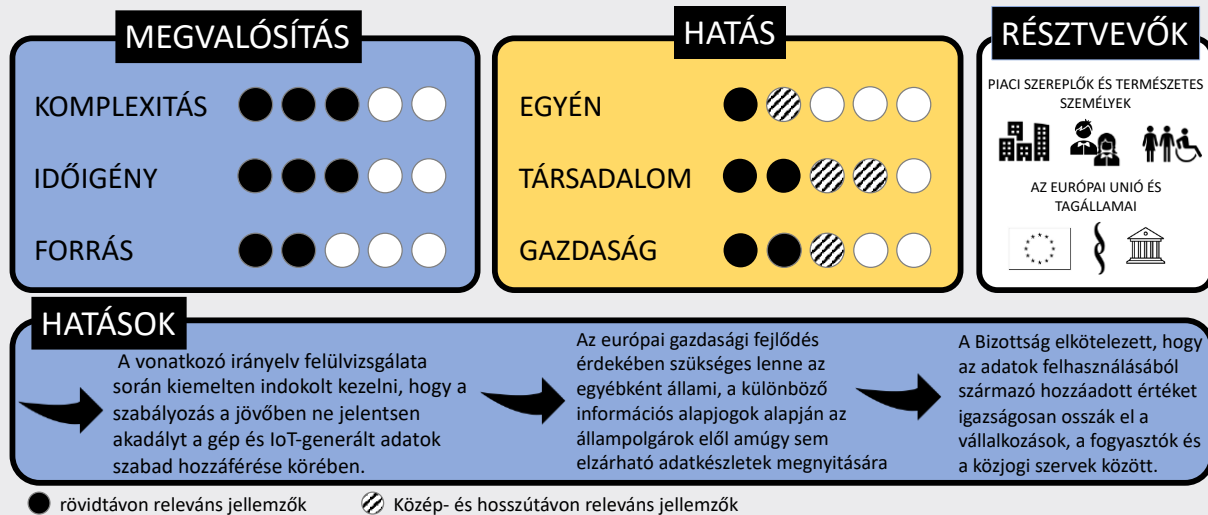 MEGVALÓSÍTÁS
KOMPLEXITÁS
IDŐIGÉNY
FORRÁS
HATÁS
EGYÉN
TÁRSADALOM
GAZDASÁG
RÉSZTVEVŐK
PIACI SZEREPLŐK ÉS TERMÉSZETES
SZEMÉLYEK
AZ EURÓPAI UNIÓ ÉS
TAGÁLLAMAI
HATÁSOK
A vonatkozó irányelv felülvizsgálata
során kiemelten indokolt kezelni, hogy a
szabályozás a jövőben ne jelentsen
akadályt a gép és IoT-generált adatok
szabad hozzáférése körében.
Az európai gazdasági fejlődés
érdekében szükséges lenne az
egyébként állami, a különböző
információs alapjogok alapján az
állampolgárok elől amúgy sem
elzárható adatkészletek megnyitására
A Bizottság elkötelezett, hogy
az adatok felhasználásából
származó hozzáadott értéket
igazságosan osszák el a
vállalkozások, a fogyasztók és
a közjogi szervek között.
rövidtávon releváns jellemzők
Közép- és hosszútávon releváns jellemzők